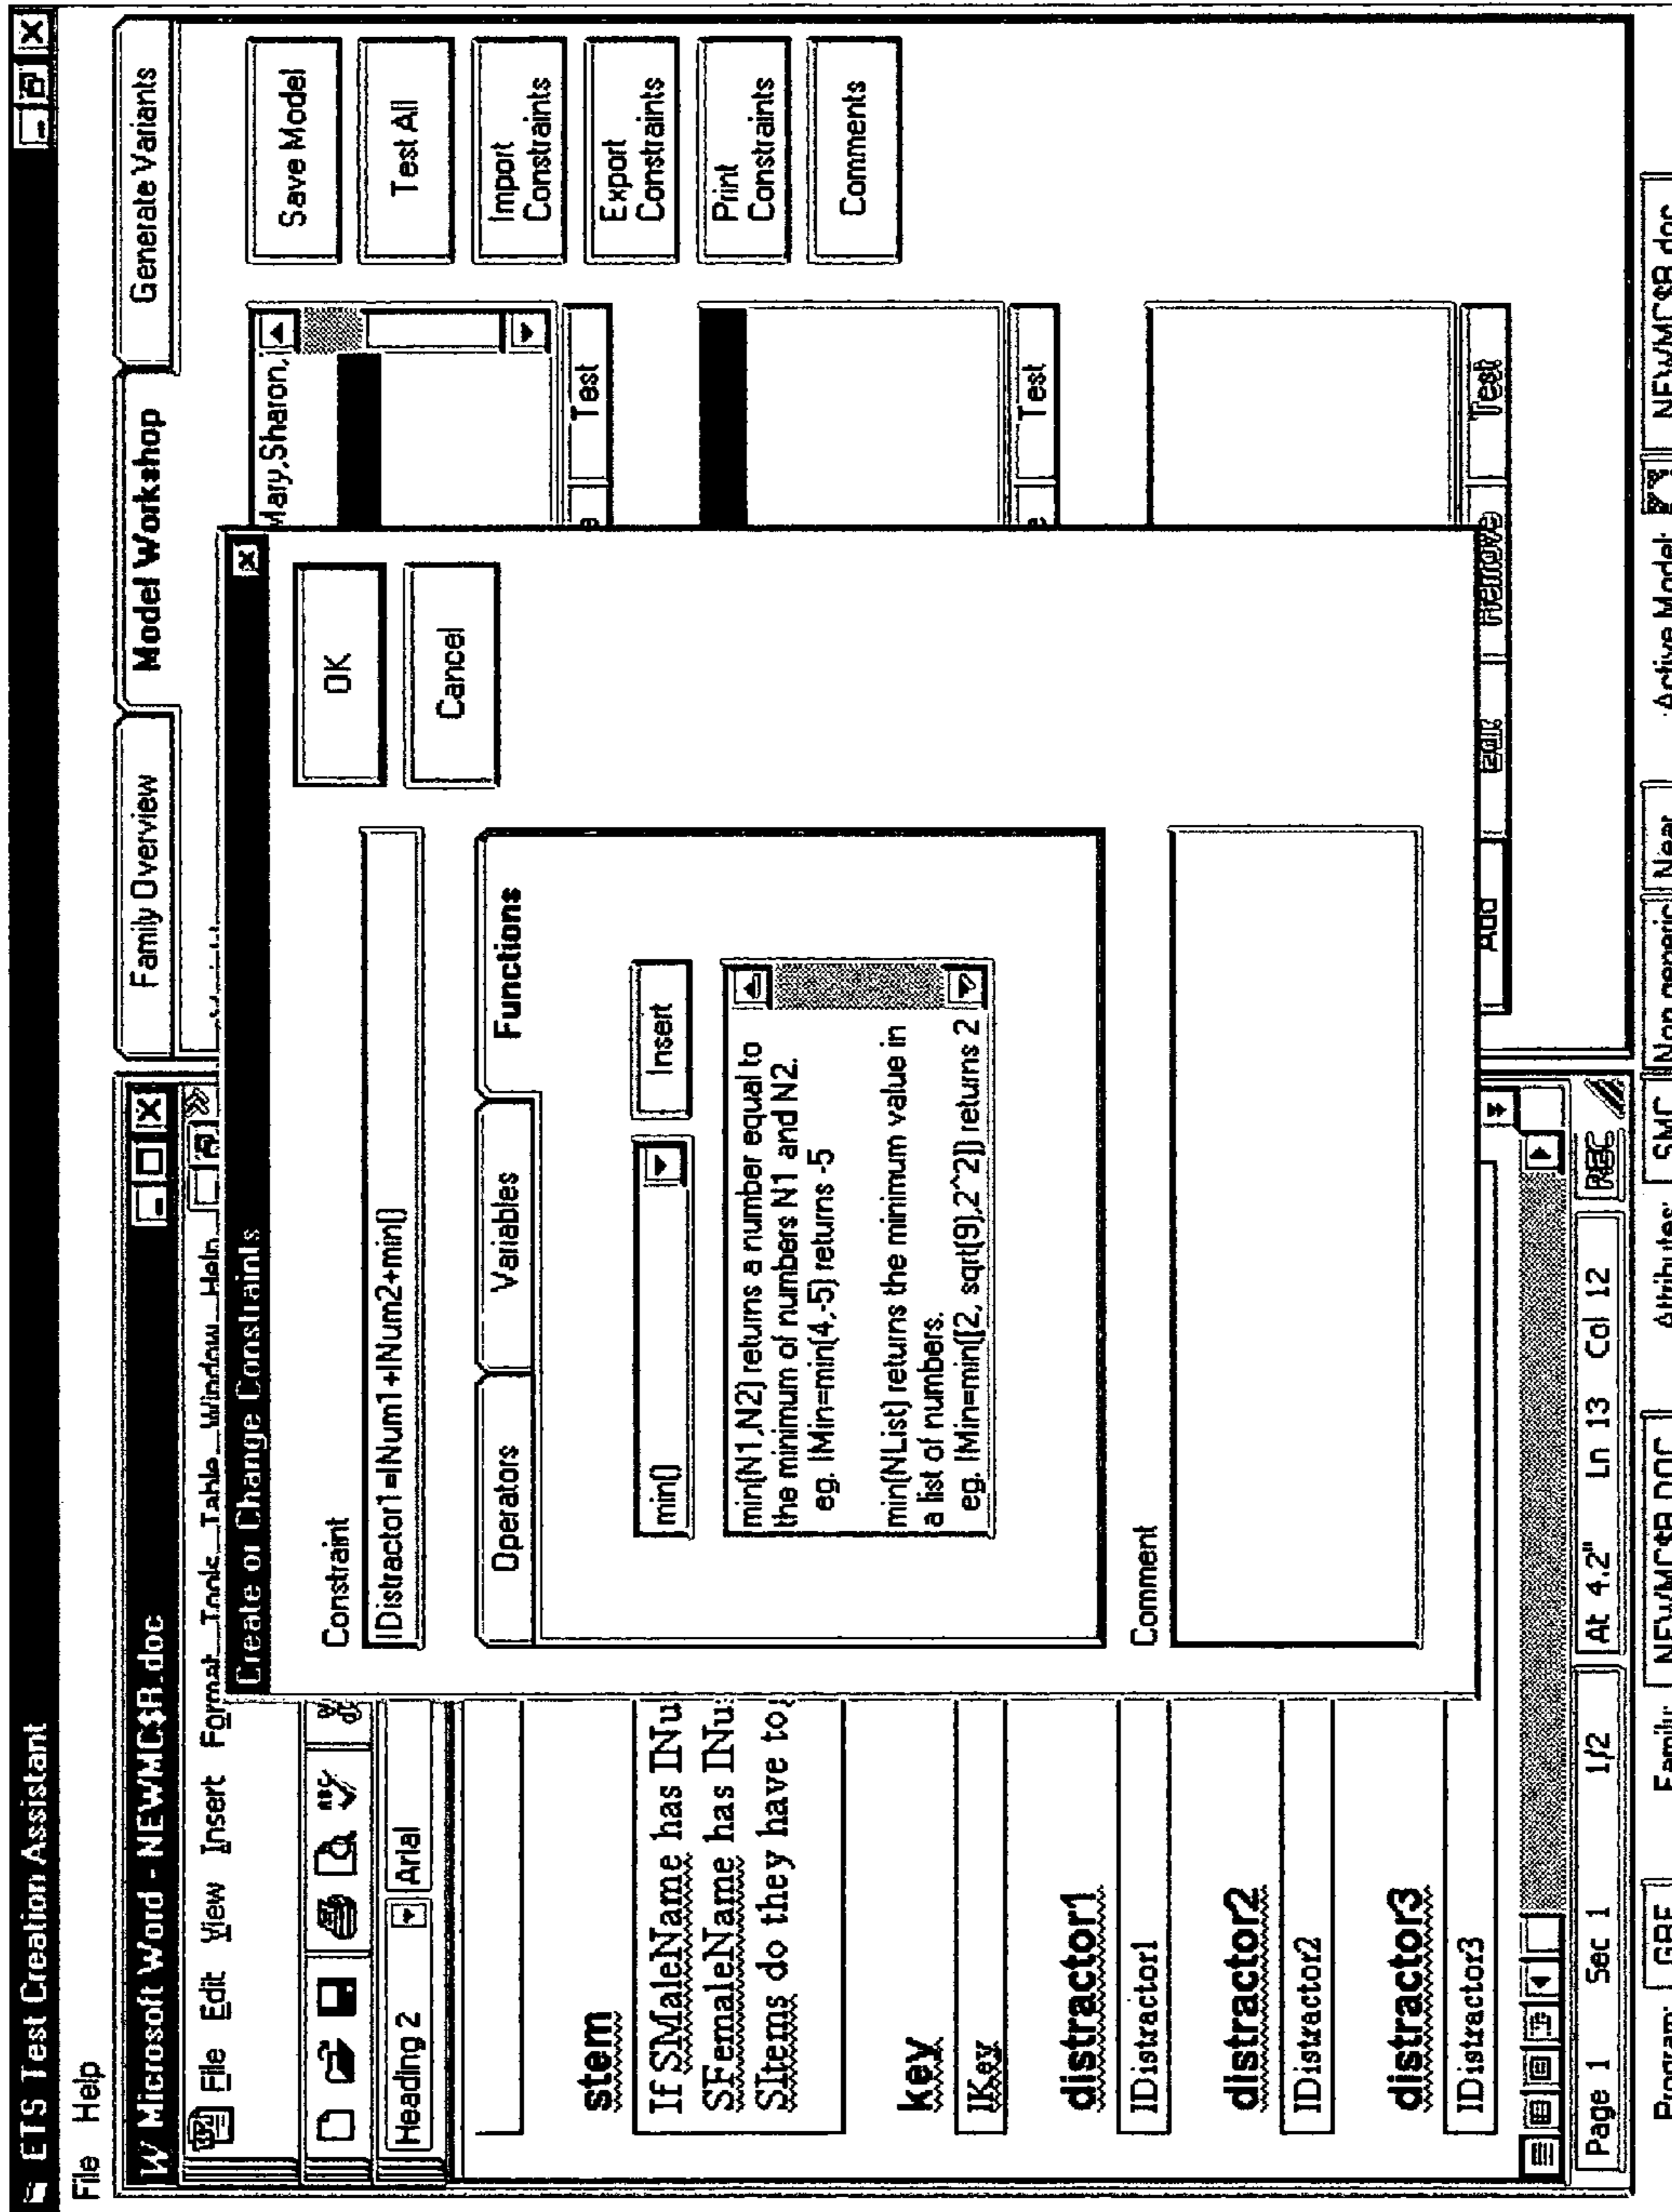 ETS Test Creation Assistant
File Help
Microsoft Word - NEWMC$R.doc
File Edit View Insert Format Tools Table Window Help
Heading 2 Arial
stem
If SMaleName has INu
SFemaleName has INu
SItems do they have to
key
IKey
distractor1
IDistractor1
distractor2
IDistractor2
distractor3
IDistractor3
Page 1 Sec 1 1/2 At 4.2" Ln 13 Col 12 REC
Family Overview
Model Workshop
Generate Variants
Mary,Sharon,
Test
Test
Add Edit Remove Test
Save Model
Test All
Import
Constraints
Export
Constraints
Print
Constraints
Comments
Create or Change Constraints
Constraint
IDistractor1=INum1+INum2+min()
OK
Cancel
Operators
Variables
Functions
min()
Insert
min(N1,N2) returns a number equal to
the minimum of numbers N1 and N2.
eg. IMin=min(4,-5) returns -5
min(NList) returns the minimum value in
a list of numbers.
eg. IMin=min([2, sqrt(9),2^2]) returns 2
Comment
Program: GRE Family: NEWMC$R.DOC Attributes: SMC Non generic Near Active Model: NEWMC$R.doc